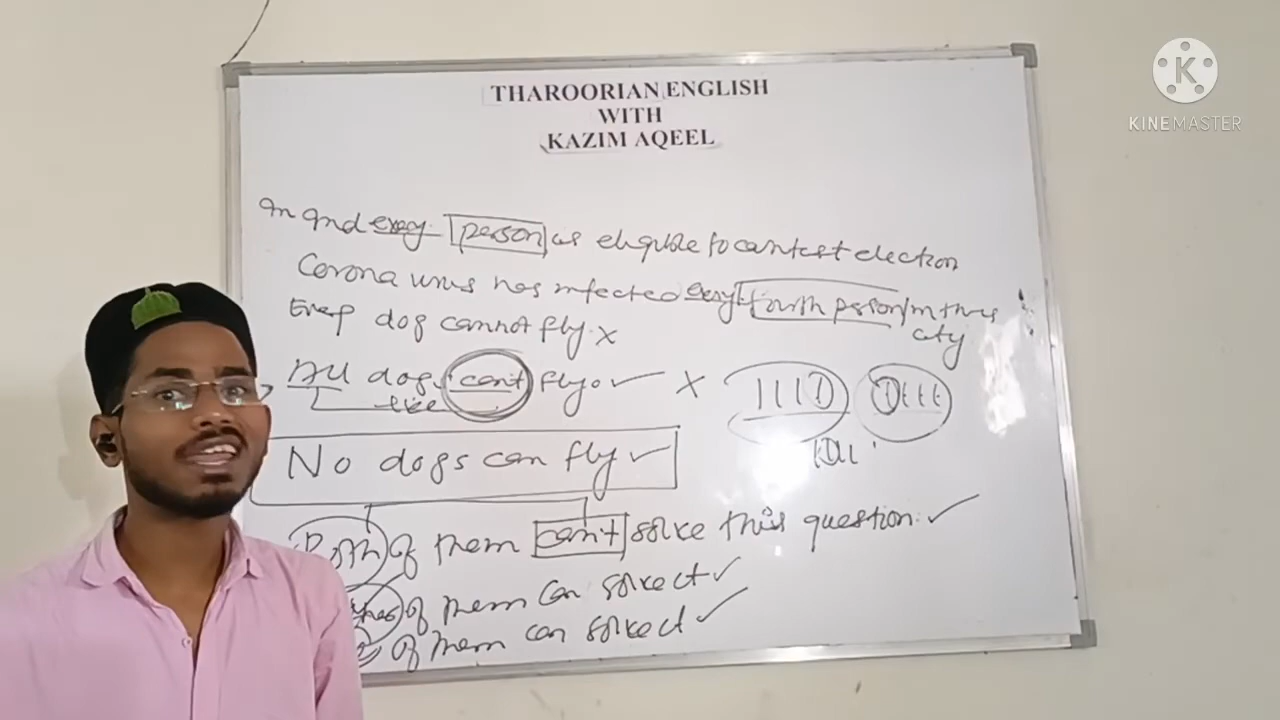 THAROORIAN ENGLISH
WITH
KAZIM AQEEL
KINEMASTER
In Ind every person is eligible to contest election
Corona virus has infected every fourth person in this city
Every dog cannot fly. x
All dogs can't fly ✓ x
No dogs can fly ✓
Both of them can't solve this question. ✓
of them can solve it ✓
of them can solve it ✓